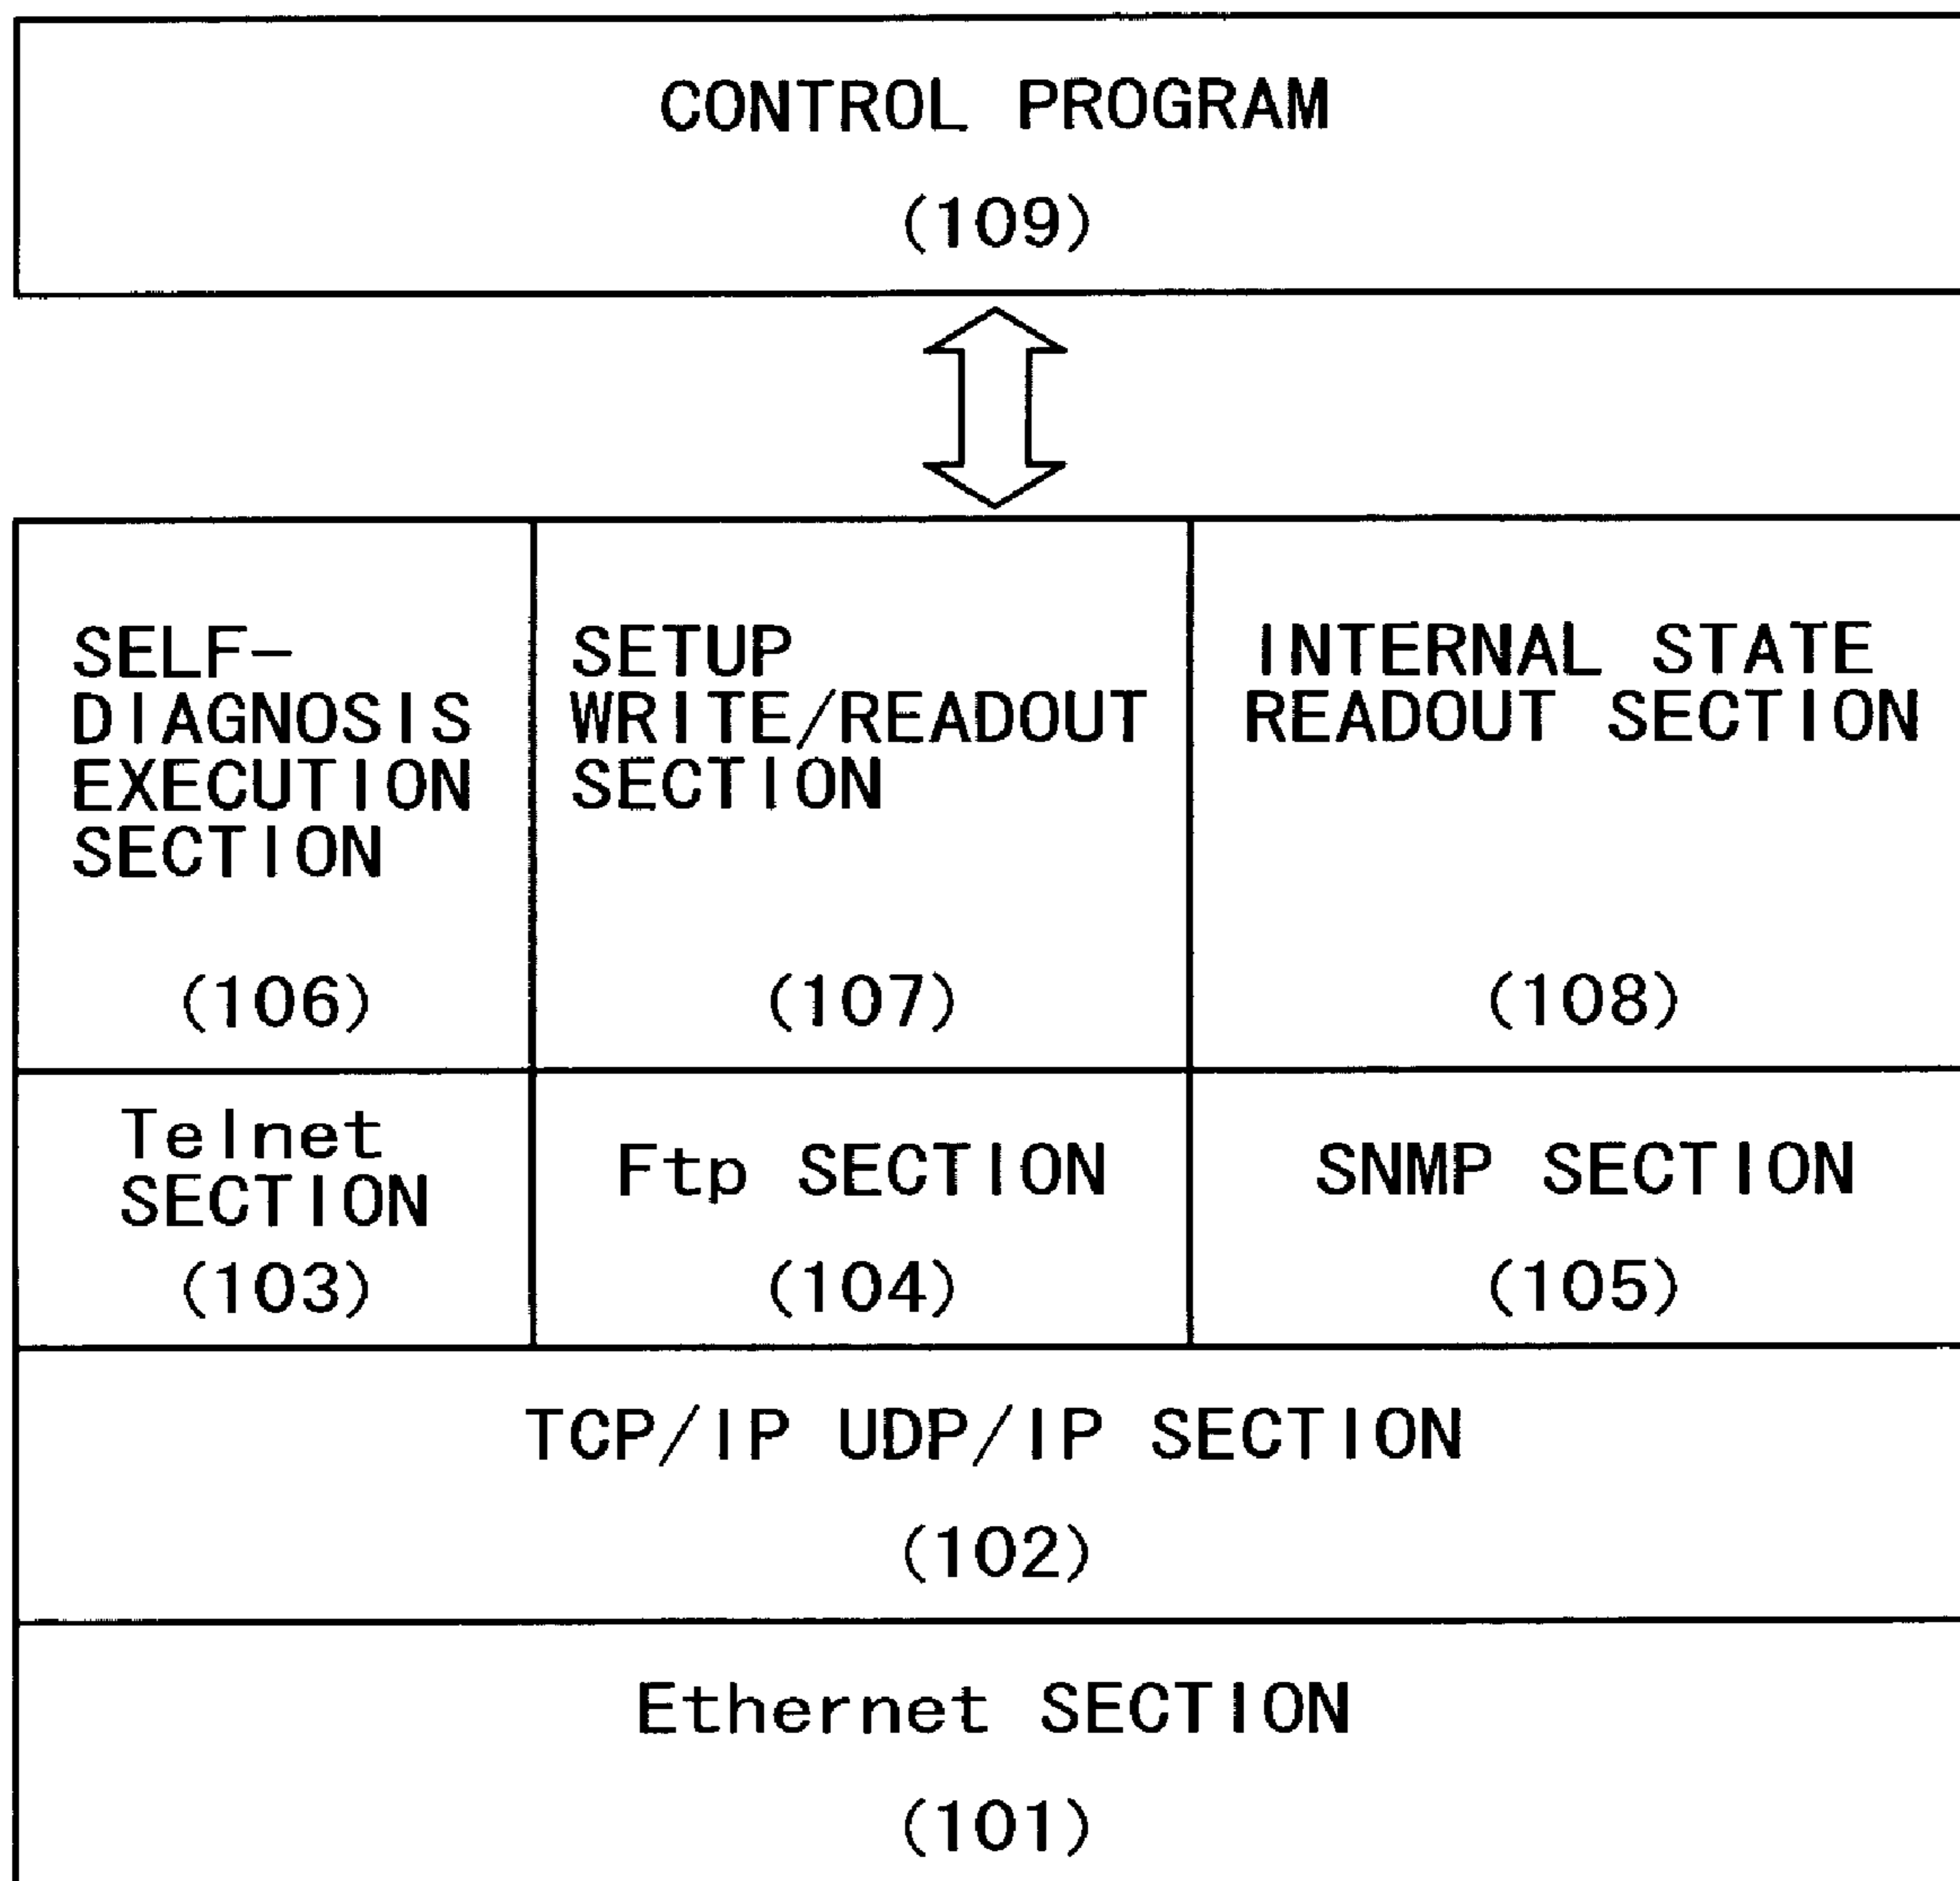 CONTROL PROGRAM
(109)
SELF-
DIAGNOSIS
EXECUTION
SECTION
(106)
SETUP
WRITE/READOUT
SECTION
(107)
INTERNAL STATE
READOUT SECTION
(108)
Telnet
SECTION
(103)
Ftp SECTION
(104)
SNMP SECTION
(105)
TCP/IP UDP/IP SECTION
(102)
Ethernet SECTION
(101)